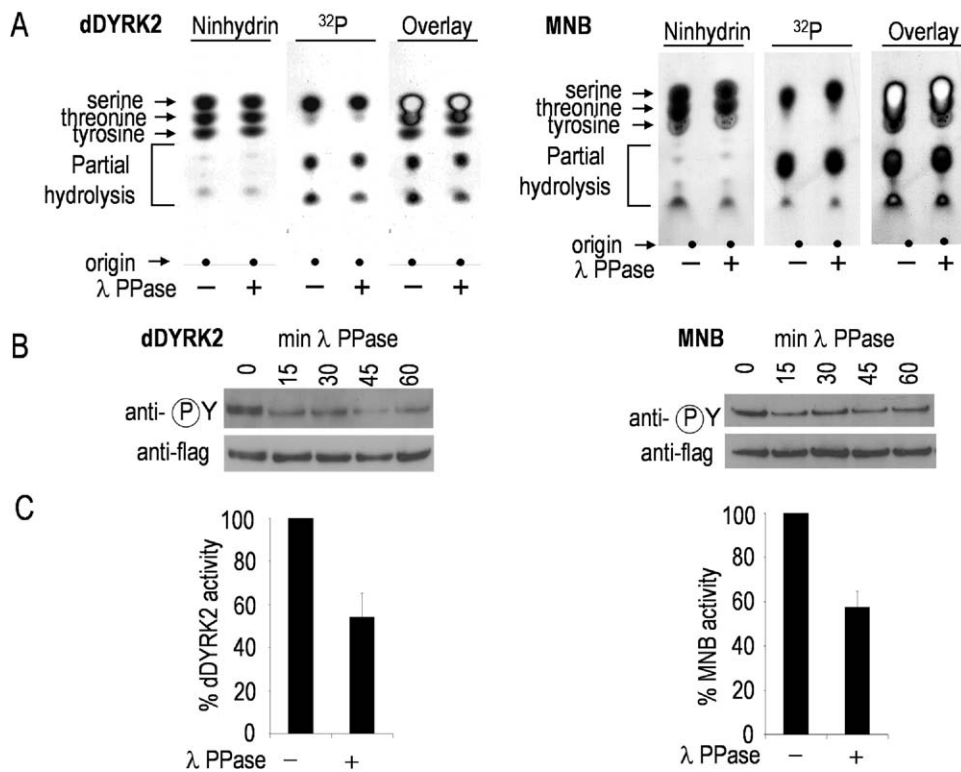 A
dDYRK2
Ninhydrin 32P Overlay
serine
threonine
tyrosine
Partial
hydrolysis
origin
λ PPase − + − + − +
MNB
Ninhydrin 32P Overlay
serine
threonine
tyrosine
Partial
hydrolysis
origin
λ PPase − + − + − +
B
dDYRK2 min λ PPase
0 15 30 45 60
anti- P Y
anti-flag
MNB min λ PPase
0 15 30 45 60
anti- P Y
anti-flag
C
% dDYRK2 activity
100
80
60
40
20
0
λ PPase − +
% MNB activity
100
80
60
40
20
0
λ PPase − +